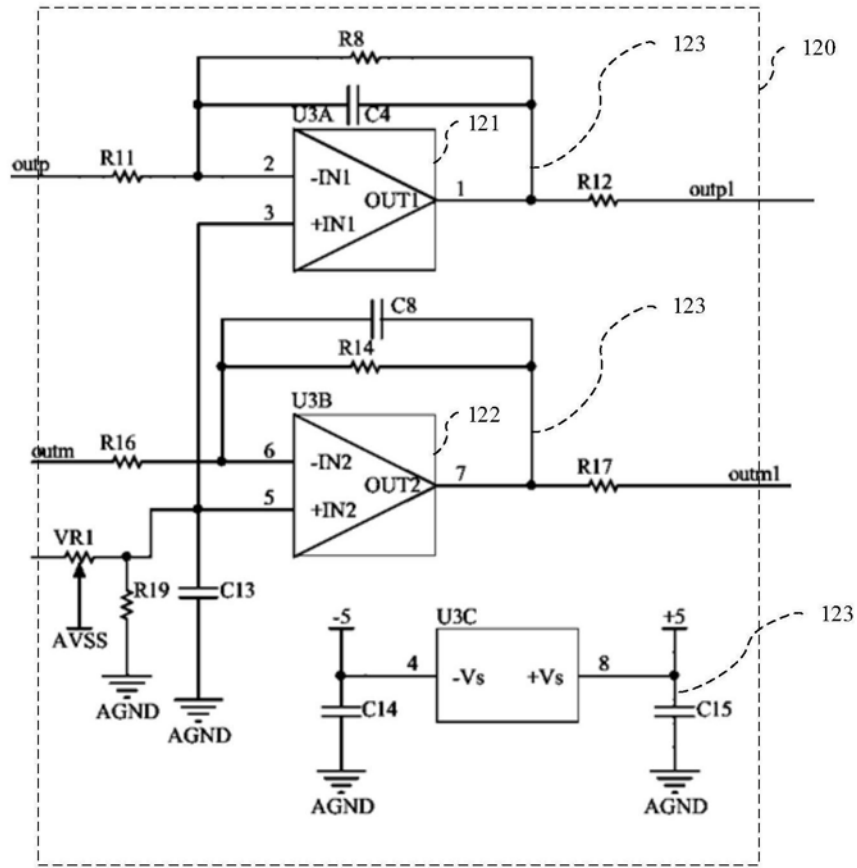 R8
123
120
U3A
C4
121
outp
R11
2
-IN1
OUT1
1
R12
outp1
3
+IN1
C8
123
R14
U3B
122
outm
R16
6
-IN2
OUT2
7
R17
outm1
5
+IN2
VR1
R19
C13
-5
U3C
+5
123
AVSS
4
-Vs
+Vs
8
AGND
C14
C15
AGND
AGND
AGND